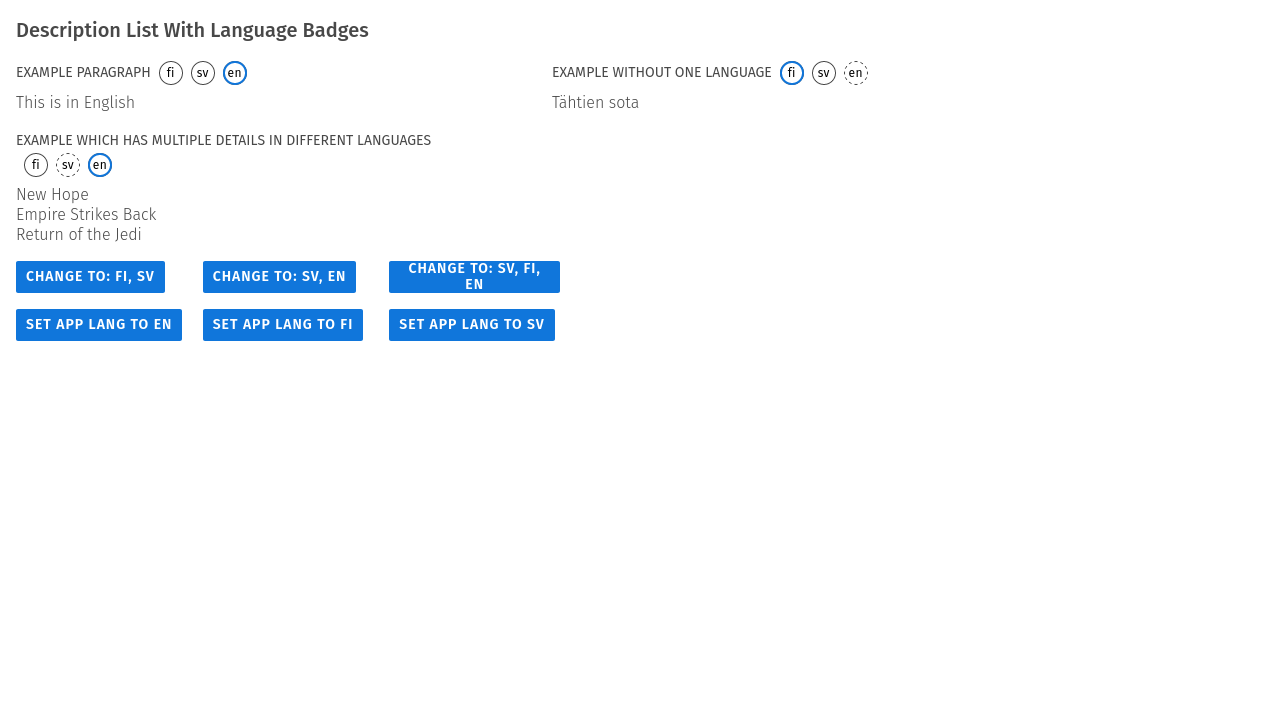 Description List With Language Badges
EXAMPLE PARAGRAPH fi sv en
This is in English
EXAMPLE WITHOUT ONE LANGUAGE fi sv en
Tähtien sota
EXAMPLE WHICH HAS MULTIPLE DETAILS IN DIFFERENT LANGUAGES
fi sv en
New Hope
Empire Strikes Back
Return of the Jedi
CHANGE TO: FI, SV
CHANGE TO: SV, EN
CHANGE TO: SV, FI,
EN
SET APP LANG TO EN
SET APP LANG TO FI
SET APP LANG TO SV